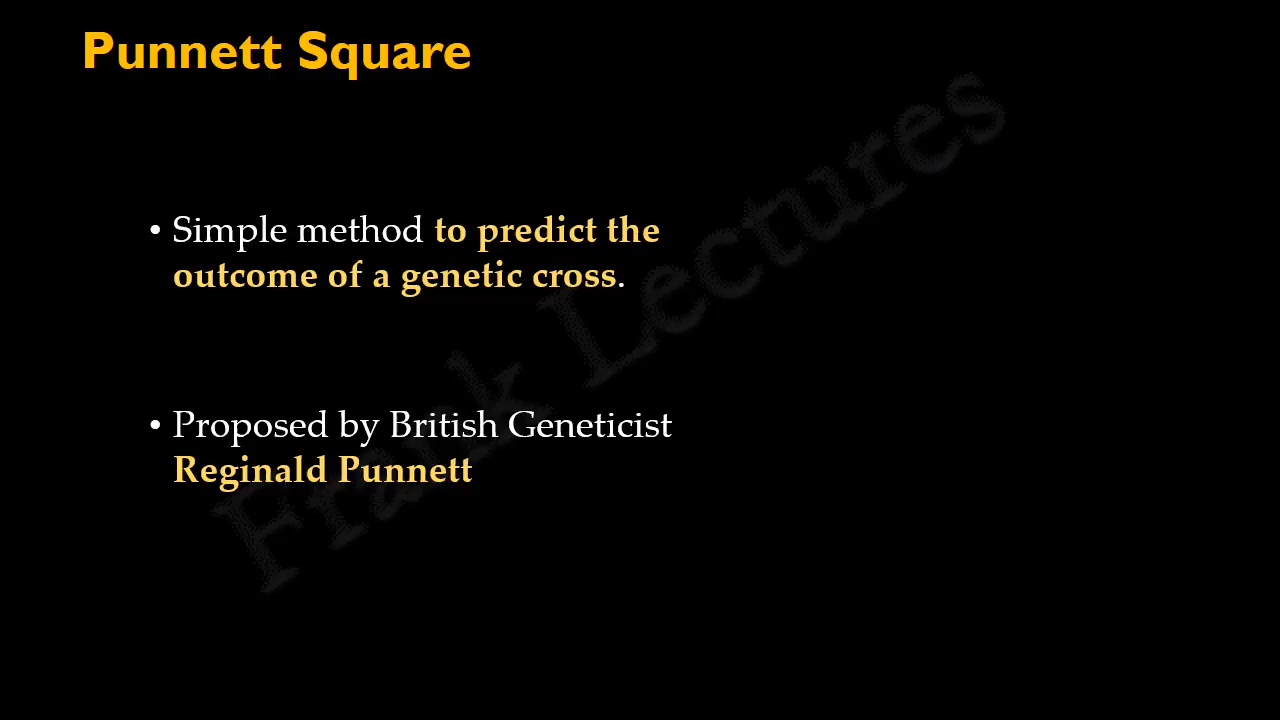 Punnett Square
• Simple method to predict the
outcome of a genetic cross.
• Proposed by British Geneticist
Reginald Punnett
Frank Lectures